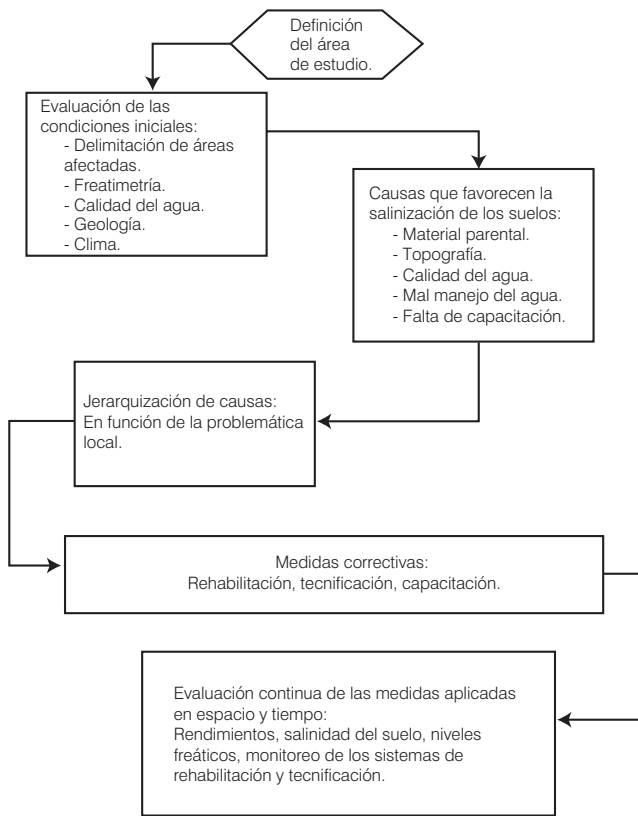 Definición
del área
de estudio.
Evaluación de las
condiciones iniciales:
- Delimitación de áreas
afectadas.
- Freatimetría.
- Calidad del agua.
- Geología.
- Clima.
Causas que favorecen la
salinización de los suelos:
- Material parental.
- Topografía.
- Calidad del agua.
- Mal manejo del agua.
- Falta de capacitación.
Jerarquización de causas:
En función de la problemática
local.
Medidas correctivas:
Rehabilitación, tecnificación, capacitación.
Evaluación continua de las medidas aplicadas
en espacio y tiempo:
Rendimientos, salinidad del suelo, niveles
freáticos, monitoreo de los sistemas de
rehabilitación y tecnificación.